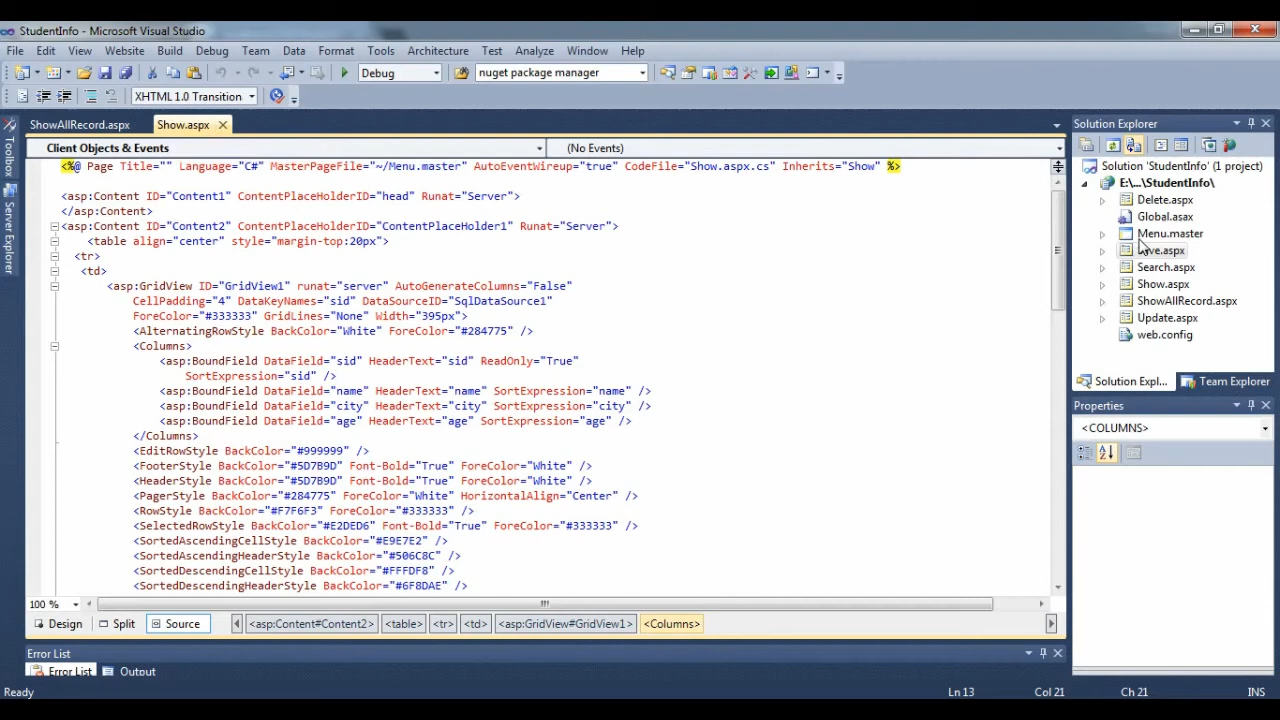 StudentInfo - Microsoft Visual Studio
File Edit View Website Build Debug Team Data Format Tools Architecture Test Analyze Window Help
Debug nuget package manager
XHTML 1.0 Transition
Toolbox
Server Explorer
ShowAllRecord.aspx Show.aspx
Client Objects & Events (No Events)
<%@ Page Title="" Language="C#" MasterPageFile="~/Menu.master" AutoEventWireup="true" CodeFile="Show.aspx.cs" Inherits="Show" %>
<asp:Content ID="Content1" ContentPlaceHolderID="head" Runat="Server">
</asp:Content>
<asp:Content ID="Content2" ContentPlaceHolderID="ContentPlaceHolder1" Runat="Server">
<table align="center" style="margin-top:20px">
<tr>
<td>
<asp:GridView ID="GridView1" runat="server" AutoGenerateColumns="False"
CellPadding="4" DataKeyNames="sid" DataSourceID="SqlDataSource1"
ForeColor="#333333" GridLines="None" Width="395px">
<AlternatingRowStyle BackColor="White" ForeColor="#284775" />
<Columns>
<asp:BoundField DataField="sid" HeaderText="sid" ReadOnly="True"
SortExpression="sid" />
<asp:BoundField DataField="name" HeaderText="name" SortExpression="name" />
<asp:BoundField DataField="city" HeaderText="city" SortExpression="city" />
<asp:BoundField DataField="age" HeaderText="age" SortExpression="age" />
</Columns>
<EditRowStyle BackColor="#999999" />
<FooterStyle BackColor="#5D7B9D" Font-Bold="True" ForeColor="White" />
<HeaderStyle BackColor="#5D7B9D" Font-Bold="True" ForeColor="White" />
<PagerStyle BackColor="#284775" ForeColor="White" HorizontalAlign="Center" />
<RowStyle BackColor="#F7F6F3" ForeColor="#333333" />
<SelectedRowStyle BackColor="#E2DED6" Font-Bold="True" ForeColor="#333333" />
<SortedAscendingCellStyle BackColor="#E9E7E2" />
<SortedAscendingHeaderStyle BackColor="#506C8C" />
<SortedDescendingCellStyle BackColor="#FFFDF8" />
<SortedDescendingHeaderStyle BackColor="#6F8DAE" />
100 %
Design Split Source <asp:Content#Content2> <table> <tr> <td> <asp:GridView#GridView1> <Columns>
Error List
Error List Output
Solution Explorer
Solution 'StudentInfo' (1 project)
E:\...\StudentInfo\
Delete.aspx
Global.asax
Menu.master
ve.aspx
Search.aspx
Show.aspx
ShowAllRecord.aspx
Update.aspx
web.config
Solution Expl... Team Explorer
Properties
<COLUMNS>
Ready Ln 13 Col 21 Ch 21 INS